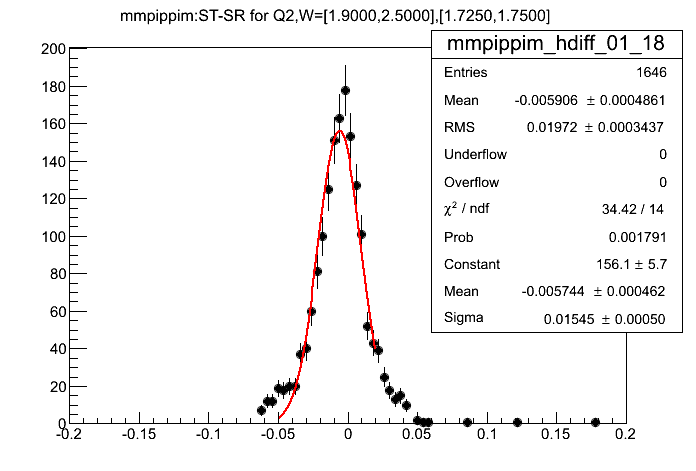 mmpippim:ST-SR for Q2,W=[1.9000,2.5000],[1.7250,1.7500]
mmpippim_hdiff_01_18
Entries 1646
Mean -0.005906 ± 0.0004861
RMS 0.01972 ± 0.0003437
Underflow 0
Overflow 0
χ² / ndf 34.42 / 14
Prob 0.001791
Constant 156.1 ± 5.7
Mean -0.005744 ± 0.000462
Sigma 0.01545 ± 0.00050
200
180
160
140
120
100
80
60
40
20
0
-0.2 -0.15 -0.1 -0.05 0 0.05 0.1 0.15 0.2